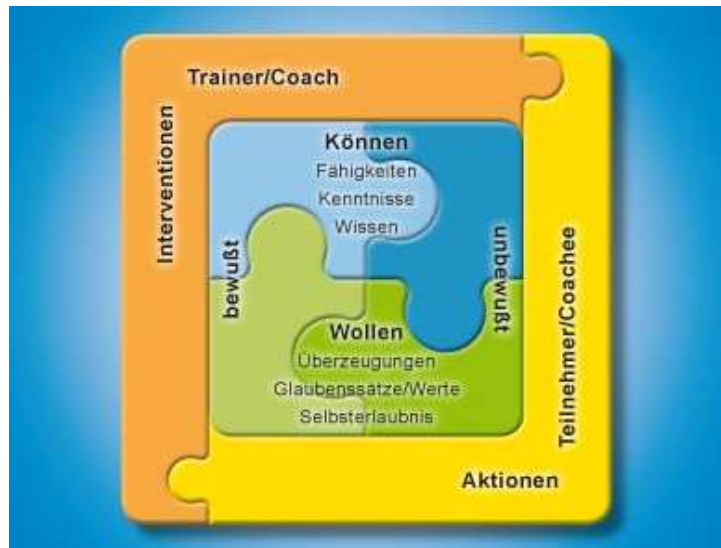 Trainer/Coach
Interventionen
Können
Fähigkeiten
Kenntnisse
Wissen
bewußt
unbewußt
Wollen
Überzeugungen
Glaubenssätze/Werte
Selbsterlaubnis
Teilnehmer/Coachee
Aktionen